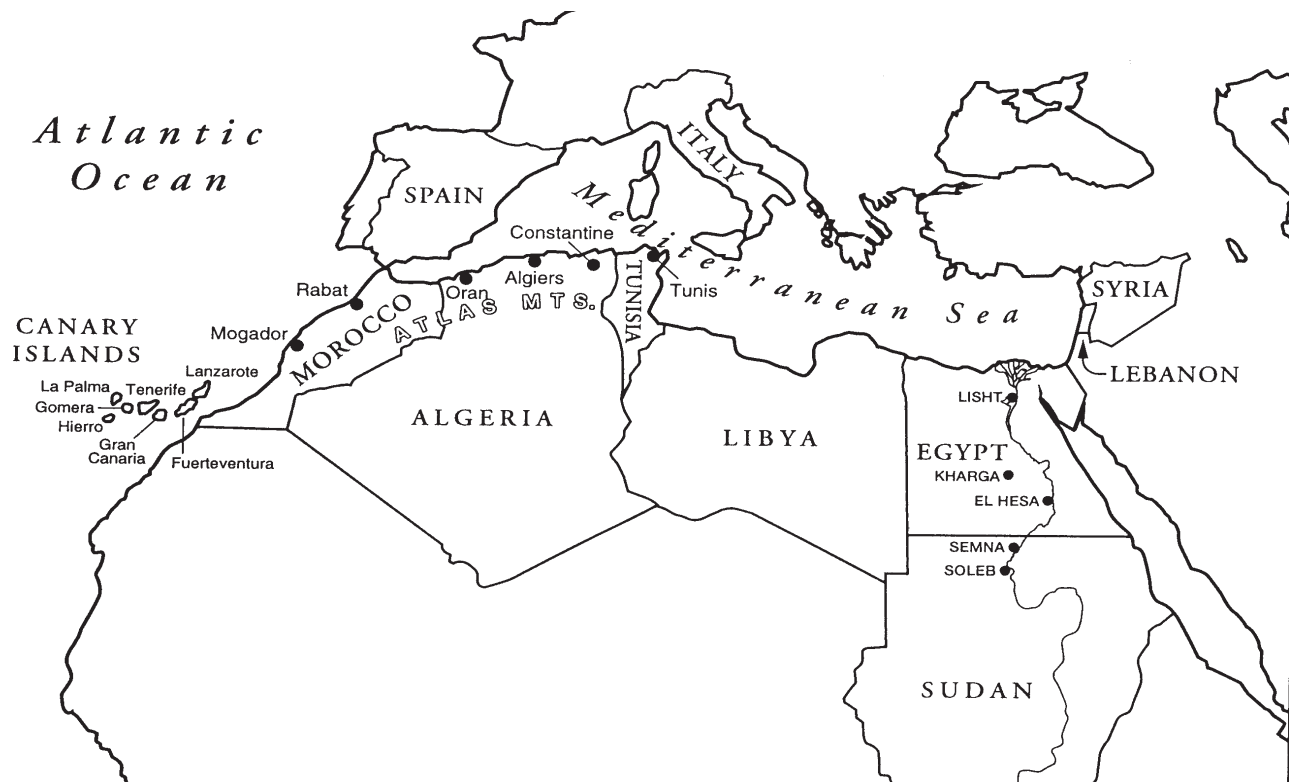 Atlantic
Ocean
SPAIN
ITALY
Mediterranean Sea
Constantine
Algiers
Oran
Tunis
TUNISIA
ATLAS MTS.
Rabat
MOROCCO
Mogador
CANARY
ISLANDS
Lanzarote
La Palma
Tenerife
Gomera
Hierro
Gran
Canaria
Fuerteventura
ALGERIA
LIBYA
SYRIA
LEBANON
LISHT
EGYPT
KHARGA
EL HESA
SEMNA
SOLEB
SUDAN